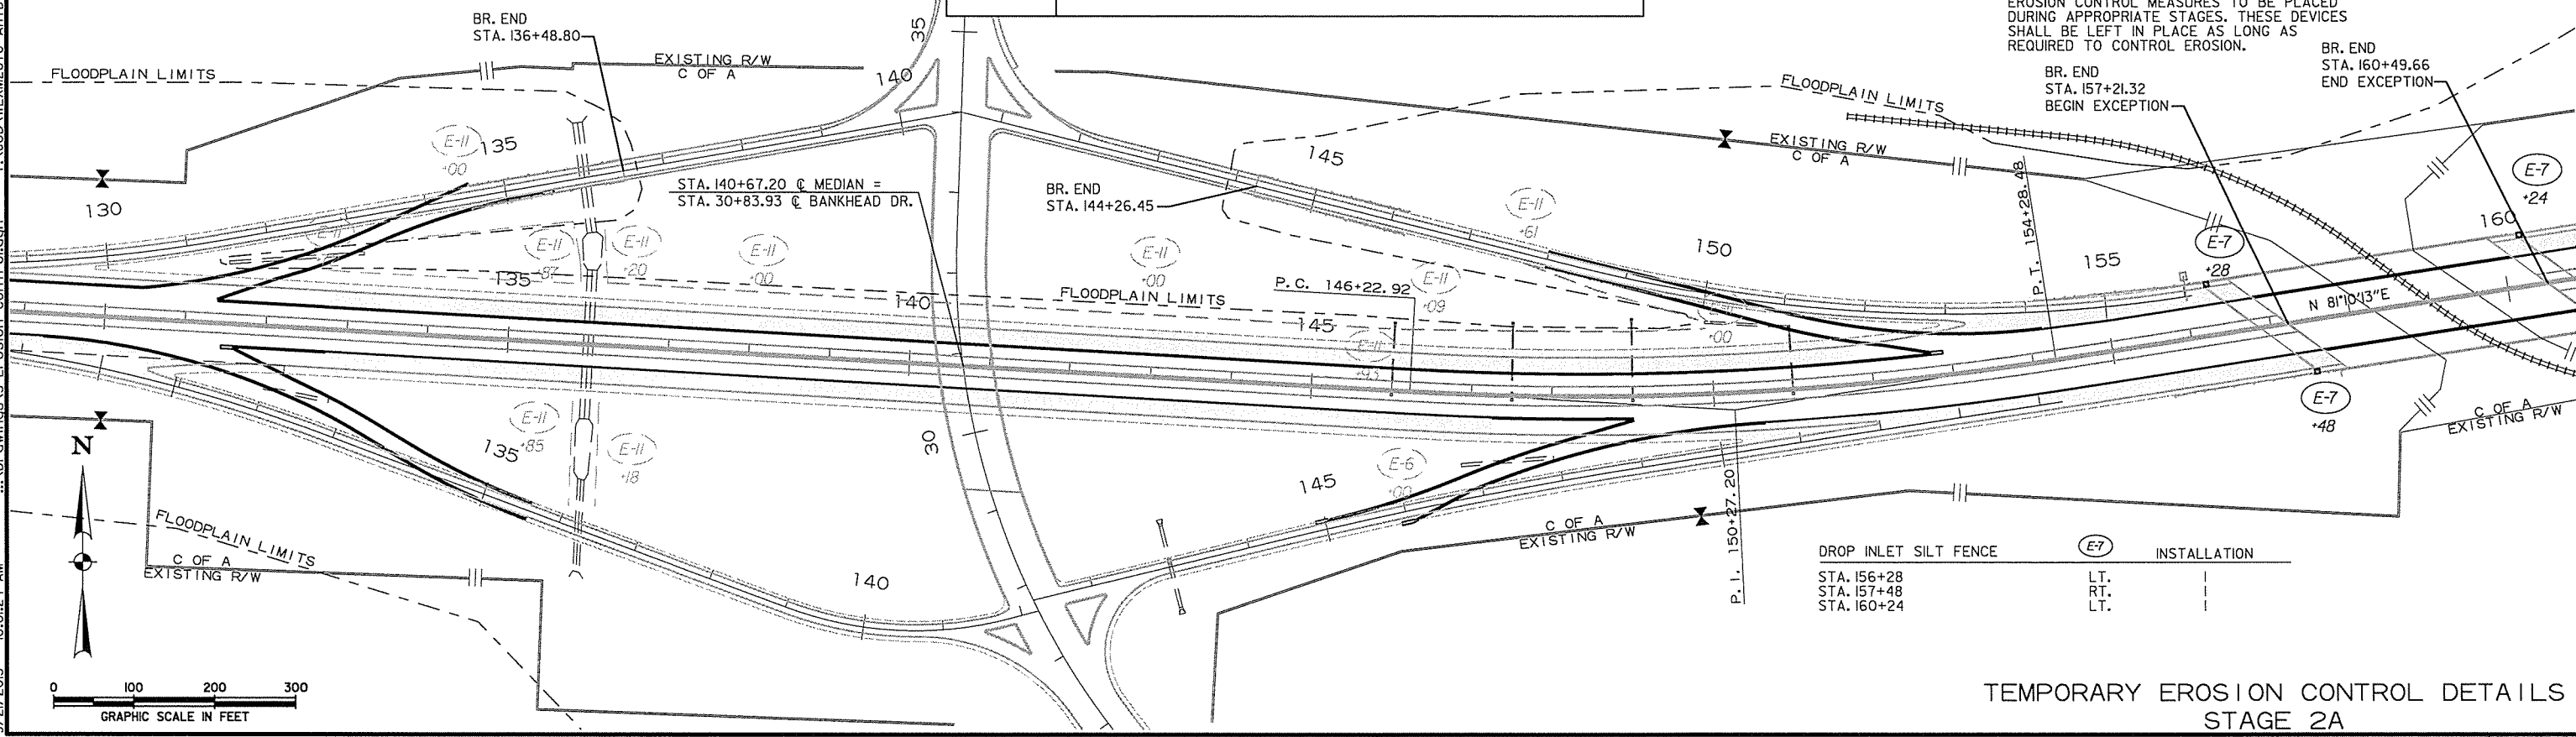 EROSION CONTROL MEASURES TO BE PLACED
DURING APPROPRIATE STAGES. THESE DEVICES
SHALL BE LEFT IN PLACE AS LONG AS
REQUIRED TO CONTROL EROSION.
BR. END
STA. 136+48.80
35
EXISTING R/W
C OF A
FLOODPLAIN LIMITS
140
FLOODPLAIN LIMITS
BR. END
STA. 157+21.32
BEGIN EXCEPTION
BR. END
STA. 160+49.66
END EXCEPTION
E-11
+00
135
130
STA. 140+67.20 ℄ MEDIAN =
STA. 30+83.93 ℄ BANKHEAD DR.
BR. END
STA. 144+26.45
145
EXISTING R/W
C OF A
E-7
+24
160
E-11
+61
150
P.T. 154+28.48
155
E-7
+28
E-11
E-11
+87
135
E-11
+20
E-11
+00
140
E-11
+00
FLOODPLAIN LIMITS
P.C. 146+22.92
E-11
+09
145
E-11
+93
+00
N 81°10'13"E
E-7
+48
C OF A
EXISTING R/W
N
135
E-11
+85
E-11
+18
30
145
E-6
+00
P.I. 150+27.20
C OF A
EXISTING R/W
FLOODPLAIN LIMITS
C OF A
EXISTING R/W
140
DROP INLET SILT FENCE E-7 INSTALLATION
STA. 156+28 LT. 1
STA. 157+48 RT. 1
STA. 160+24 LT. 1
0 100 200 300
GRAPHIC SCALE IN FEET
TEMPORARY EROSION CONTROL DETAILS
STAGE 2A